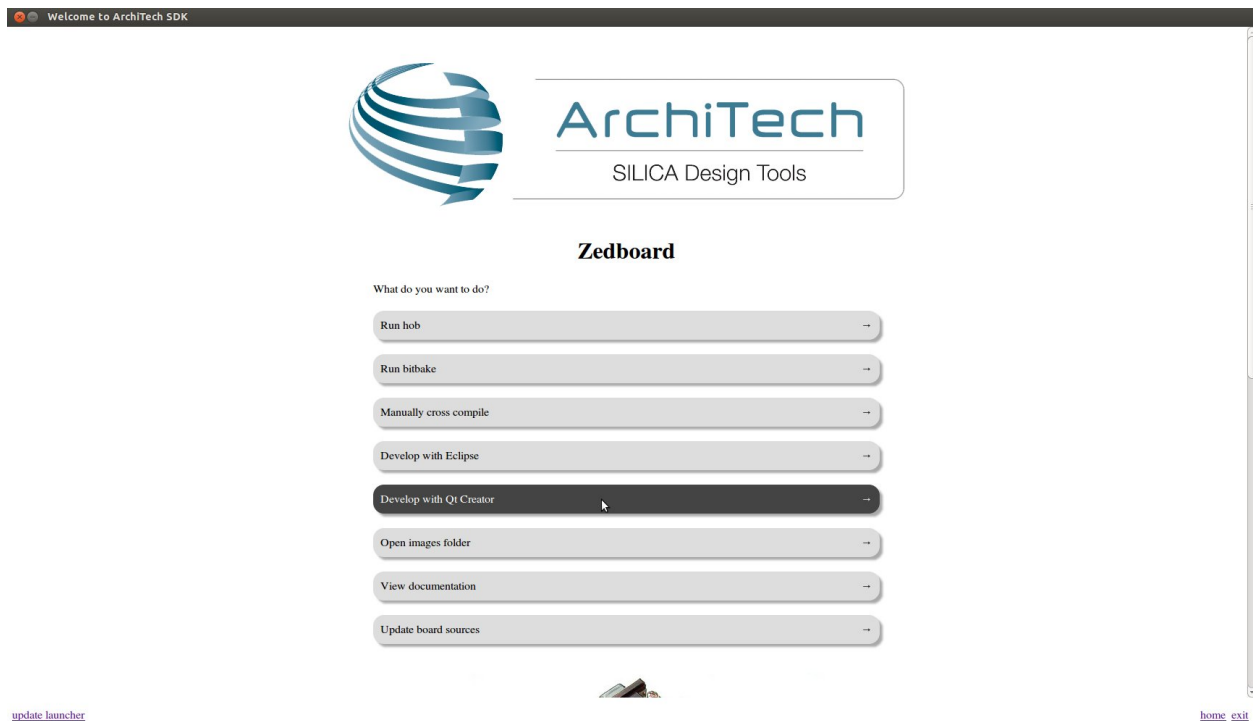 Welcome to ArchiTech SDK
ArchiTech
SILICA Design Tools
Zedboard
What do you want to do?
Run hob →
Run bitbake →
Manually cross compile →
Develop with Eclipse →
Develop with Qt Creator →
Open images folder →
View documentation →
Update board sources →
update launcher home exit